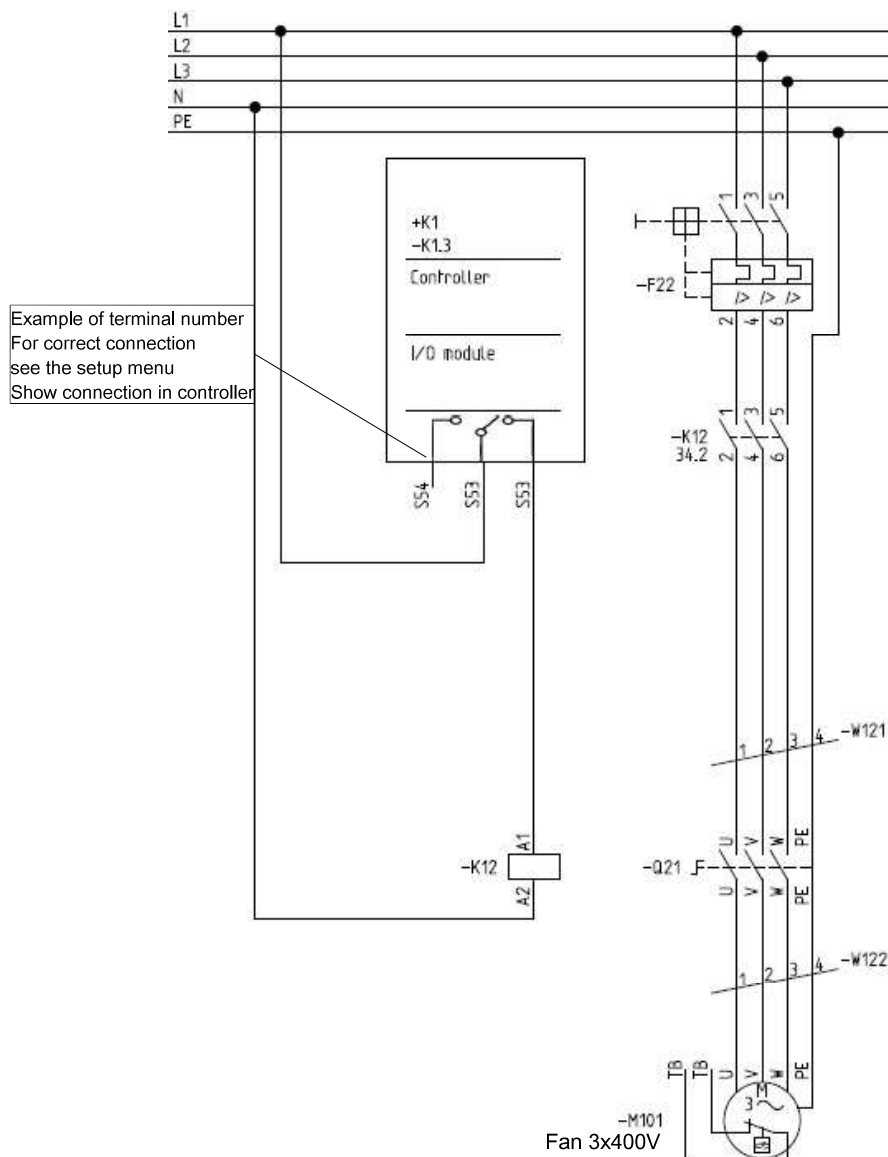 L1
L2
L3
N
PE
+K1
-K1.3
Controller
I/O module
Example of terminal number
For correct connection
see the setup menu
Show connection in controller
S54 S53 S53
1 3 5
-F22
I> I> I>
2 4 6
1 3 5
-K12
34.2
2 4 6
1 2 3 4 -W121
A1
-K12
A2
U V W PE
-Q21
U V W PE
1 2 3 4 -W122
TB TB U V W PE
M
3
-M101
Fan 3x400V